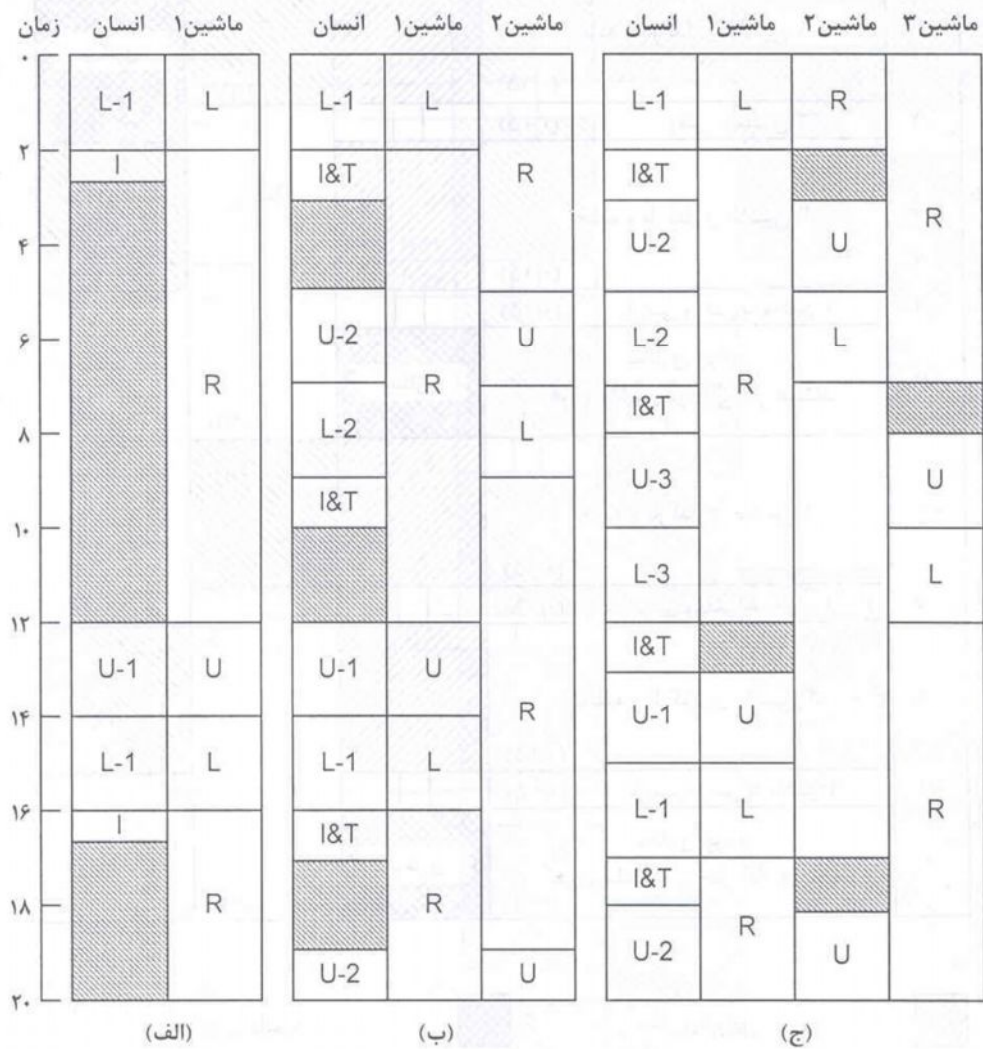 زمان انسان ماشین۱ انسان ماشین۱ ماشین۲ انسان ماشین۱ ماشین۲ ماشین۳
۰
L-1 L L-1 L L-1 L R
۲
I I&T R I&T
R
۴
U-2 U
U-2 U
۶
L-2 L
R R R
L-2 L I&T
۸
U-3 U
I&T
۱۰
L-3 L
۱۲
I&T
U-1 U U-1 U
R U-1 U
۱۴
L-1 L L-1 L
L-1 L R
۱۶
I I&T
I&T
۱۸
R R R
U-2 U
U-2 U
۲۰
(الف) (ب) (ج)